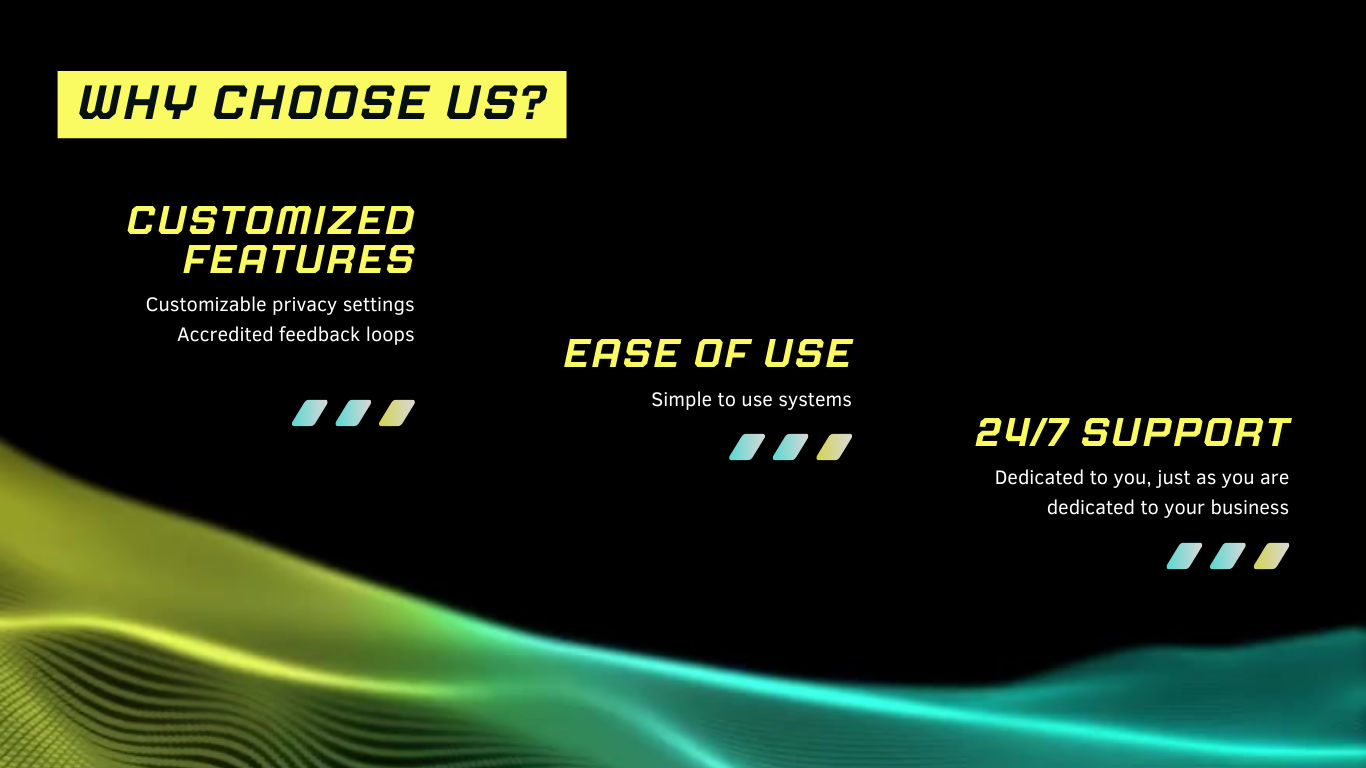 WHY CHOOSE US?
CUSTOMIZED
FEATURES
Customizable privacy settings
Accredited feedback loops
EASE OF USE
Simple to use systems
24/7 SUPPORT
Dedicated to you, just as you are
dedicated to your business